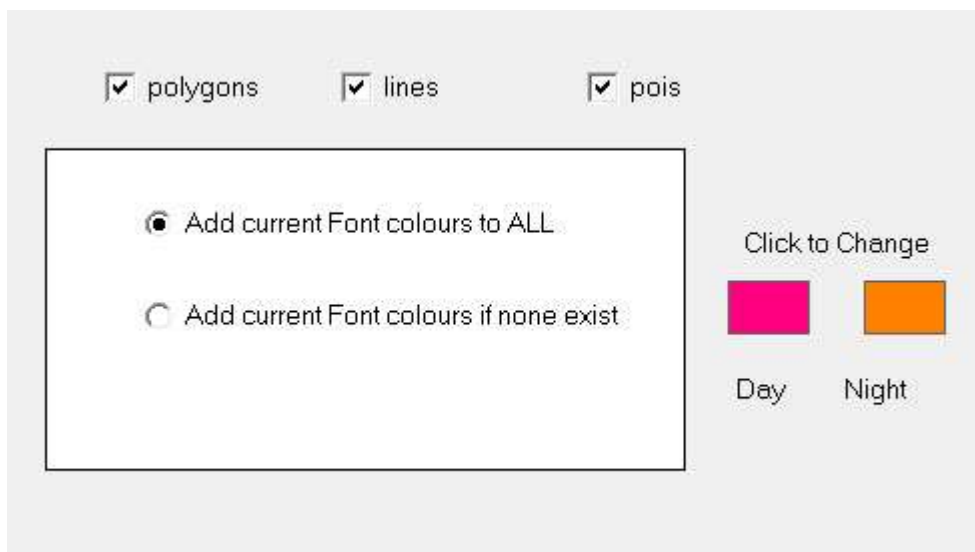 polygons lines pois
Add current Font colours to ALL
Click to Change
Add current Font colours if none exist
Day Night